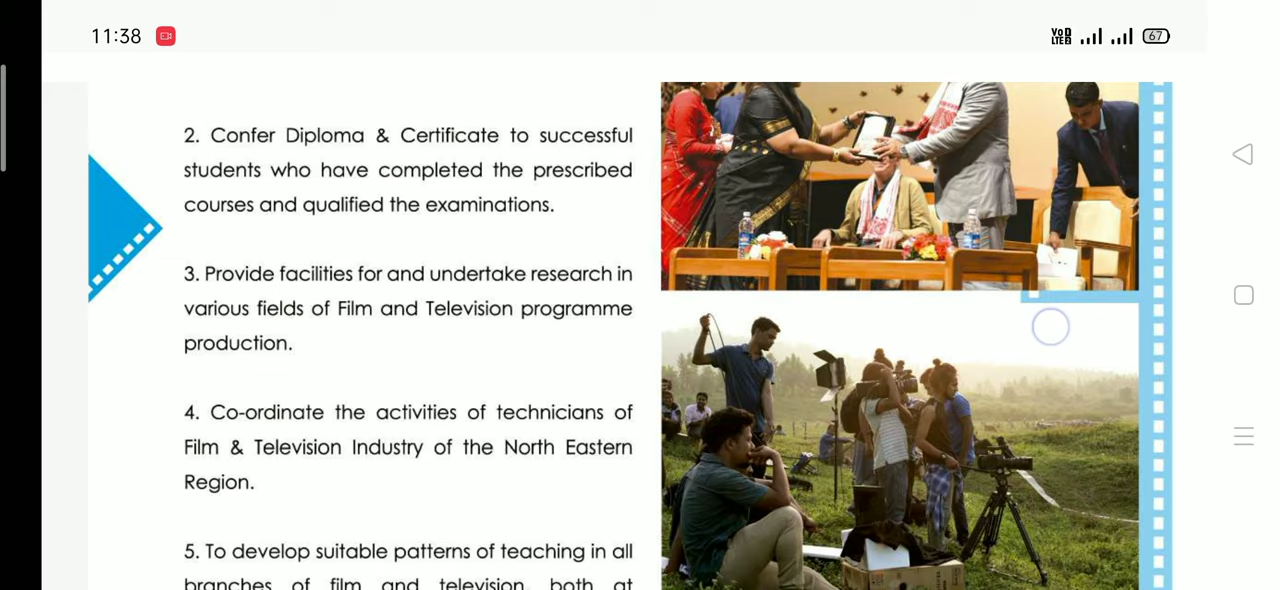 11:38
VoD
LTE2
67
2. Confer Diploma & Certificate to successful
students who have completed the prescribed
courses and qualified the examinations.
3. Provide facilities for and undertake research in
various fields of Film and Television programme
production.
4. Co-ordinate the activities of technicians of
Film & Television Industry of the North Eastern
Region.
5. To develop suitable patterns of teaching in all
branches of film and television, both at